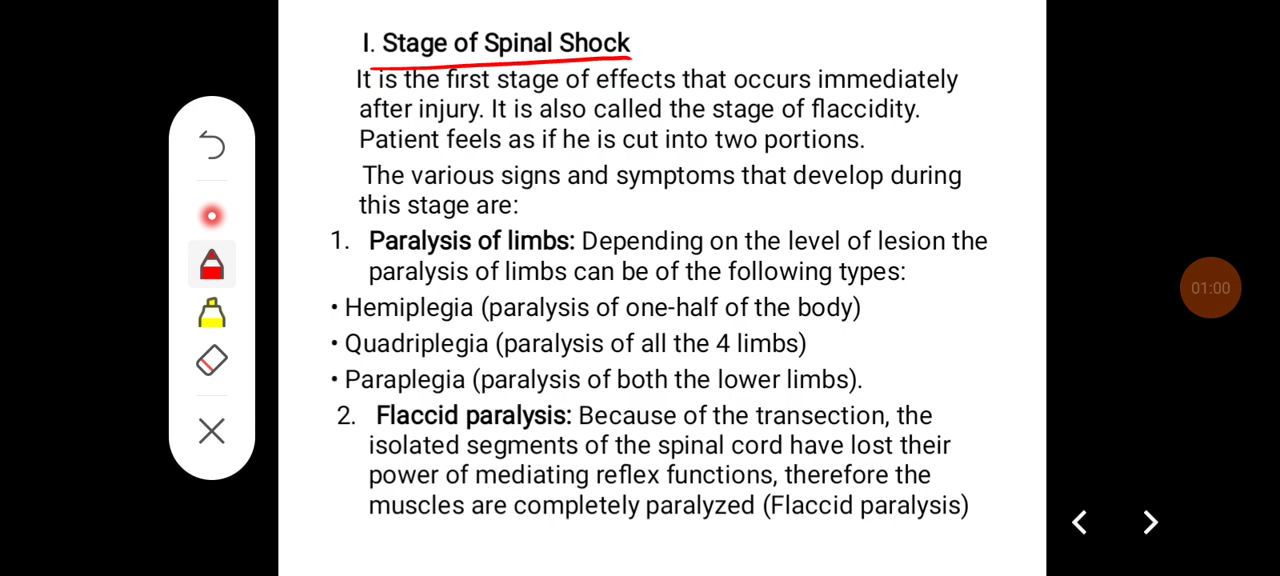 I. Stage of Spinal Shock
It is the first stage of effects that occurs immediately
after injury. It is also called the stage of flaccidity.
Patient feels as if he is cut into two portions.
The various signs and symptoms that develop during
this stage are:
1. Paralysis of limbs: Depending on the level of lesion the
paralysis of limbs can be of the following types:
• Hemiplegia (paralysis of one-half of the body)
• Quadriplegia (paralysis of all the 4 limbs)
• Paraplegia (paralysis of both the lower limbs).
2. Flaccid paralysis: Because of the transection, the
isolated segments of the spinal cord have lost their
power of mediating reflex functions, therefore the
muscles are completely paralyzed (Flaccid paralysis)
01:00